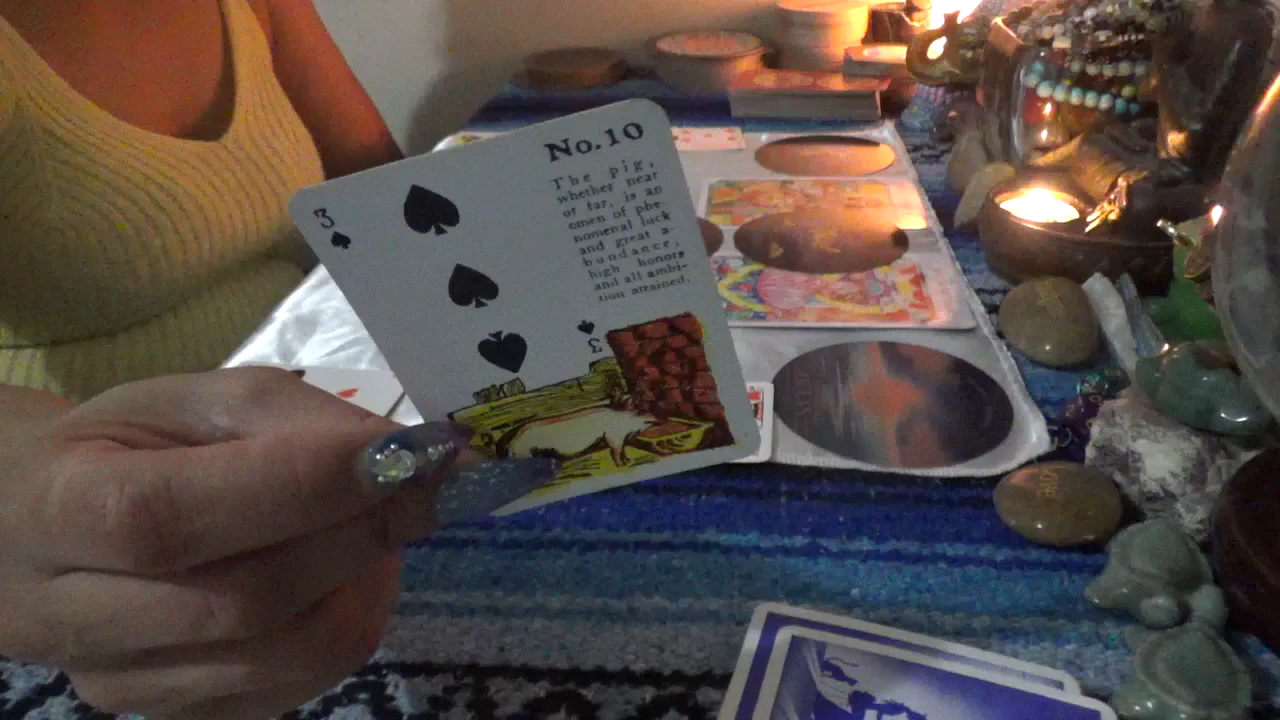 No.10
3
The pig,
whether near
or far, is an
omen of phe-
nomenal luck
and great a-
bundance,
high honors
and all ambi-
tion attained.
3